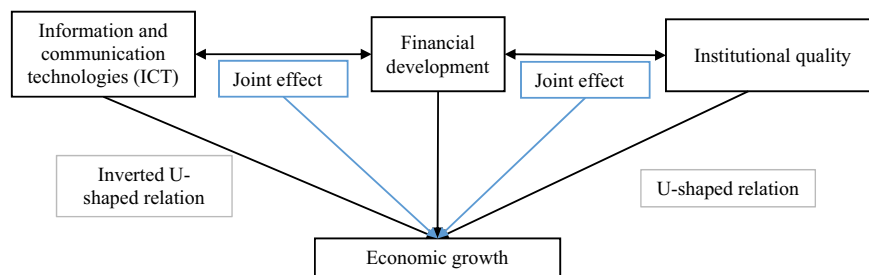 Information and
communication
technologies (ICT)
Financial
development
Institutional quality
Joint effect
Joint effect
Inverted U-
shaped relation
U-shaped relation
Economic growth